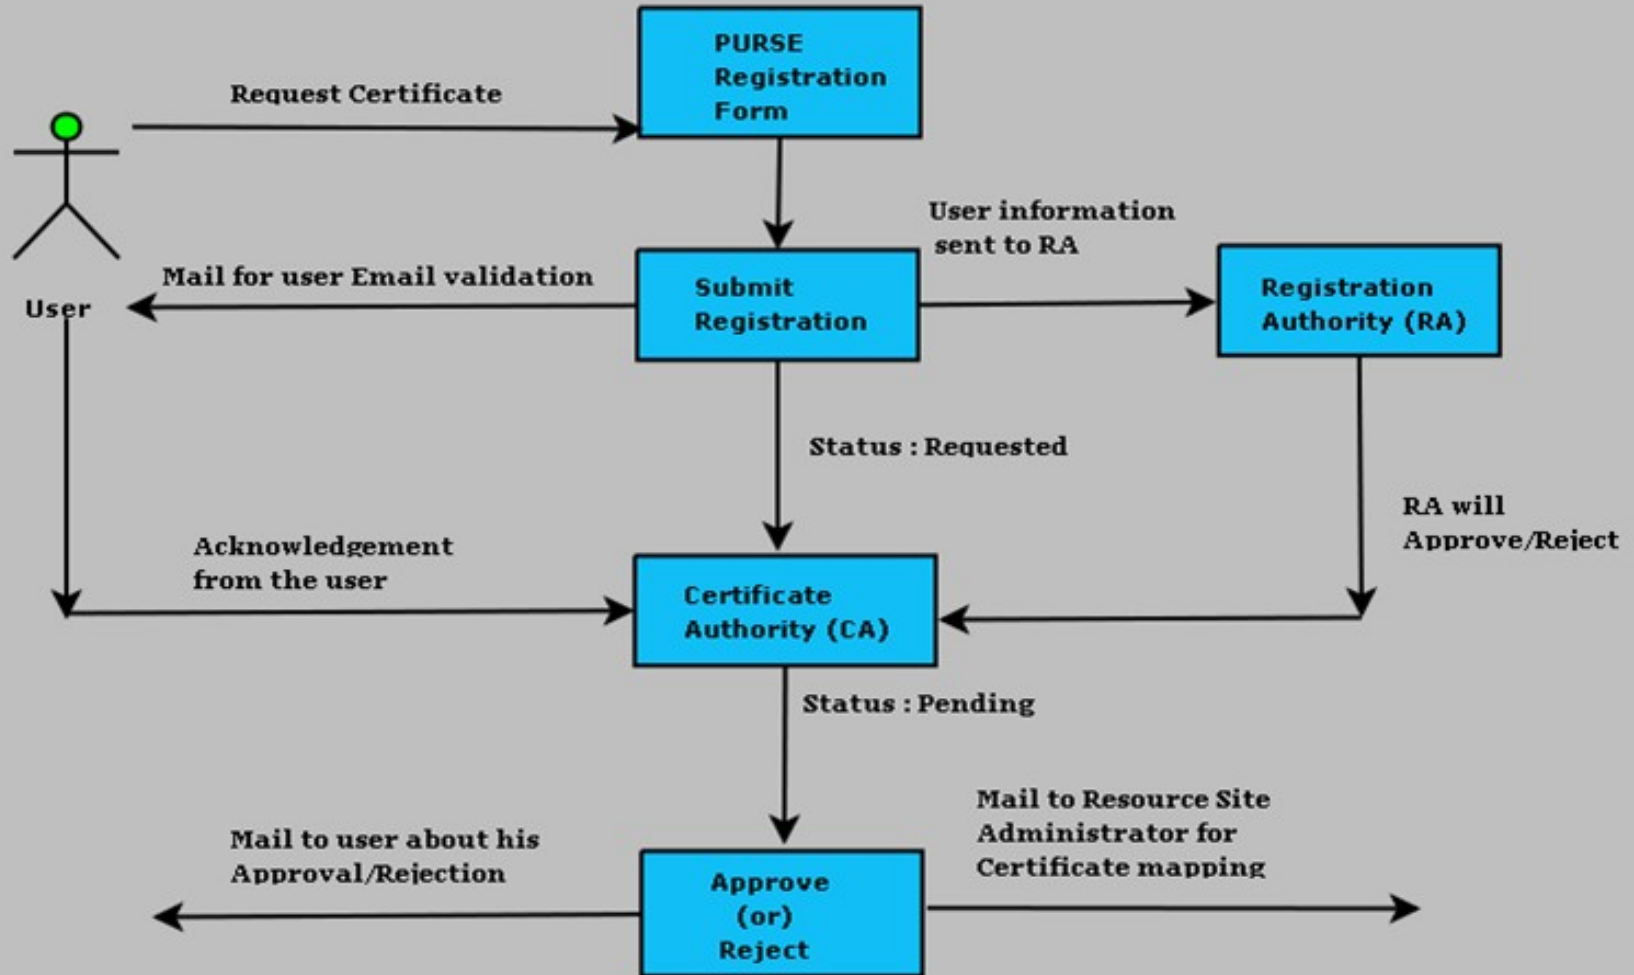 PURSE
Registration
Form
Request Certificate
User information
sent to RA
Mail for user Email validation
User
Submit
Registration
Registration
Authority (RA)
Status : Requested
RA will
Approve/Reject
Acknowledgement
from the user
Certificate
Authority (CA)
Status : Pending
Mail to Resource Site
Administrator for
Certificate mapping
Mail to user about his
Approval/Rejection
Approve
(or)
Reject